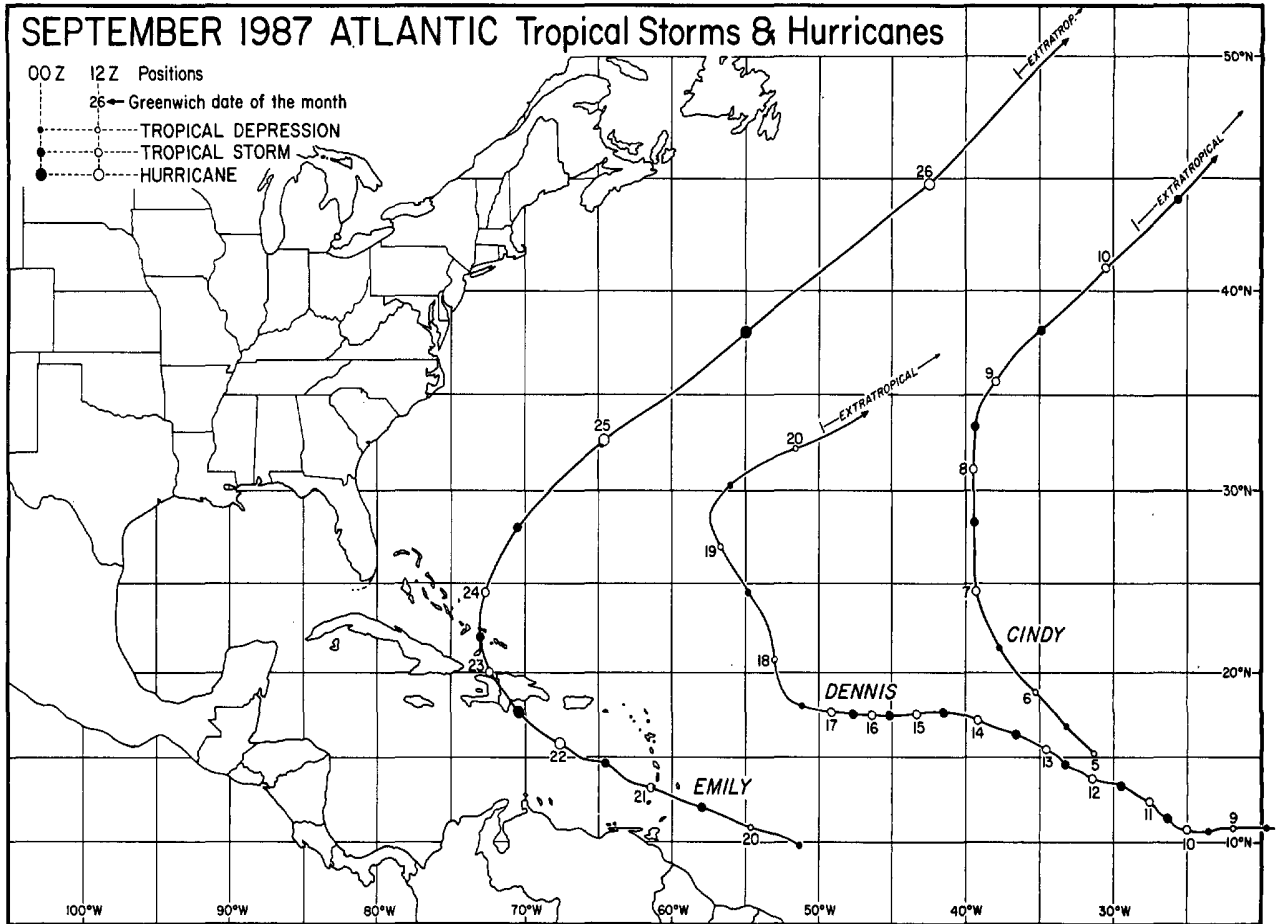 SEPTEMBER 1987 ATLANTIC Tropical Storms & Hurricanes
00Z 12Z Positions
26 Greenwich date of the month
TROPICAL DEPRESSION
TROPICAL STORM
HURRICANE
EXTRATROP.
50°N
26
EXTRATROPICAL
10
40°N
9
EXTRATROPICAL
20
25
8
30°N
19
24
7
CINDY
18
23
20°N
6
DENNIS
17
16
15
14
22
13
5
12
EMILY
21
11
9
20
10
10°N
100°W
90°W
80°W
70°W
60°W
50°W
40°W
30°W